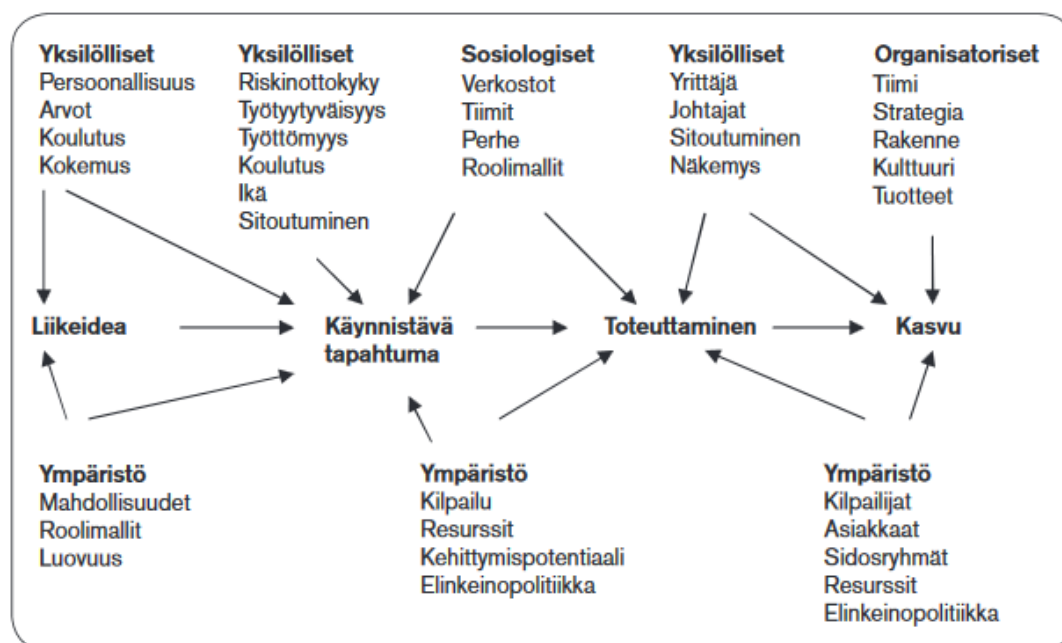 Yksilölliset
Persoonallisuus
Arvot
Koulutus
Kokemus
Yksilölliset
Riskinottokyky
Työtyytyväisyys
Työttömyys
Koulutus
Ikä
Sitoutuminen
Sosiologiset
Verkostot
Tiimit
Perhe
Roolimallit
Yksilölliset
Yrittäjä
Johtajat
Sitoutuminen
Näkemys
Organisatoriset
Tiimi
Strategia
Rakenne
Kulttuuri
Tuotteet
Liikeidea
Käynnistävä
tapahtuma
Toteuttaminen
Kasvu
Ympäristö
Mahdollisuudet
Roolimallit
Luovuus
Ympäristö
Kilpailu
Resurssit
Kehittymispotentiaali
Elinkeinopolitiikka
Ympäristö
Kilpailijat
Asiakkaat
Sidosryhmät
Resurssit
Elinkeinopolitiikka